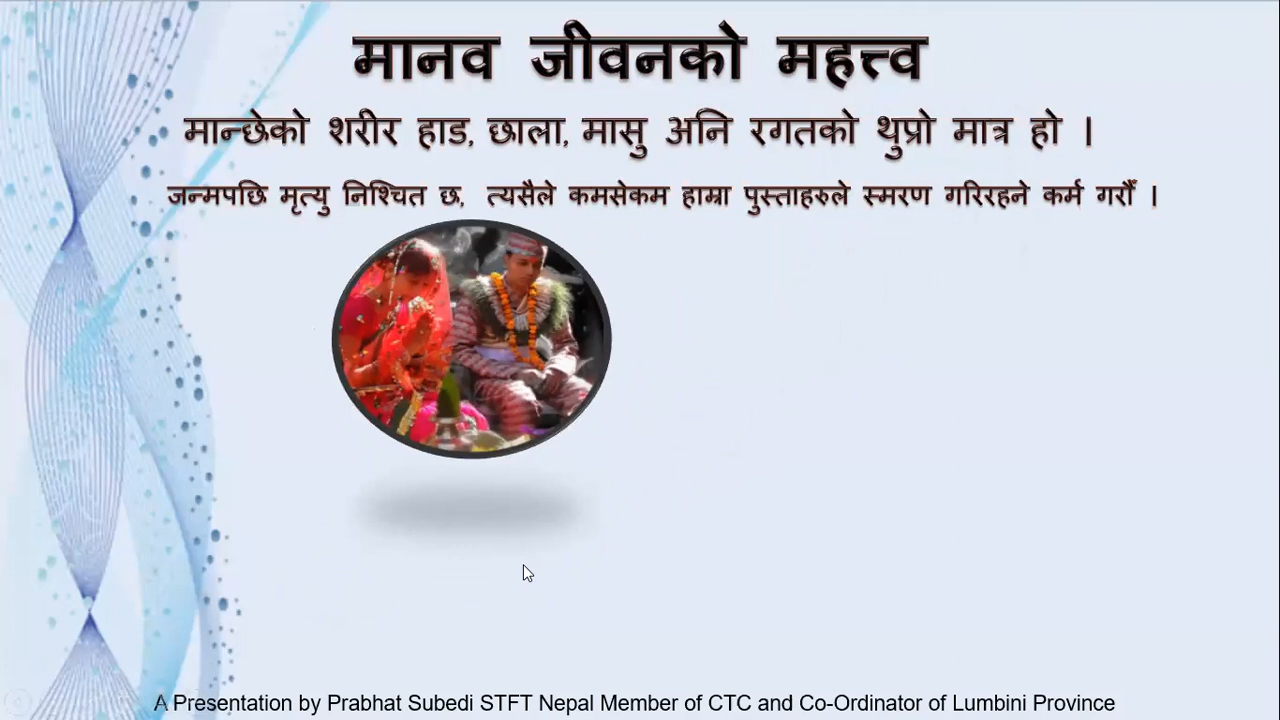 मानव जीवनको महत्त्व
मान्छेको शरीर हाड, छाला, मासु अनि रगतको थुप्रो मात्र हो ।
जन्मपछि मृत्यु निश्चित छ, त्यसैले कमसेकम हाम्रा पुस्ताहरुले स्मरण गरिरहने कर्म गरौँ ।
A Presentation by Prabhat Subedi STFT Nepal Member of CTC and Co-Ordinator of Lumbini Province